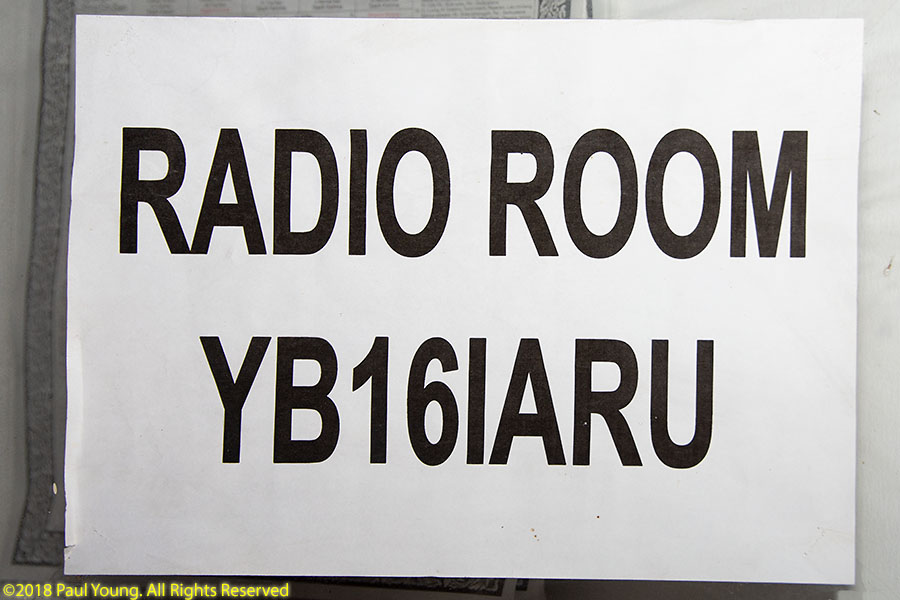 RADIO ROOM
YB16IARU
©2018 Paul Young. All Rights Reserved